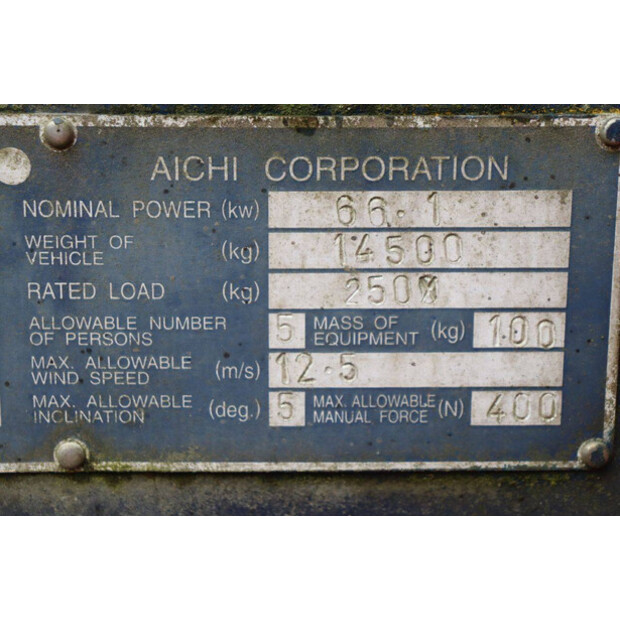 AICHI CORPORATION
NOMINAL POWER (kw) 66.1
WEIGHT OF VEHICLE (kg) 14500
RATED LOAD (kg) 2500
ALLOWABLE NUMBER OF PERSONS 5 MASS OF EQUIPMENT (kg) 100
MAX. ALLOWABLE WIND SPEED (m/s) 12.5
MAX. ALLOWABLE INCLINATION (deg.) 5 MAX. ALLOWABLE MANUAL FORCE (N) 400